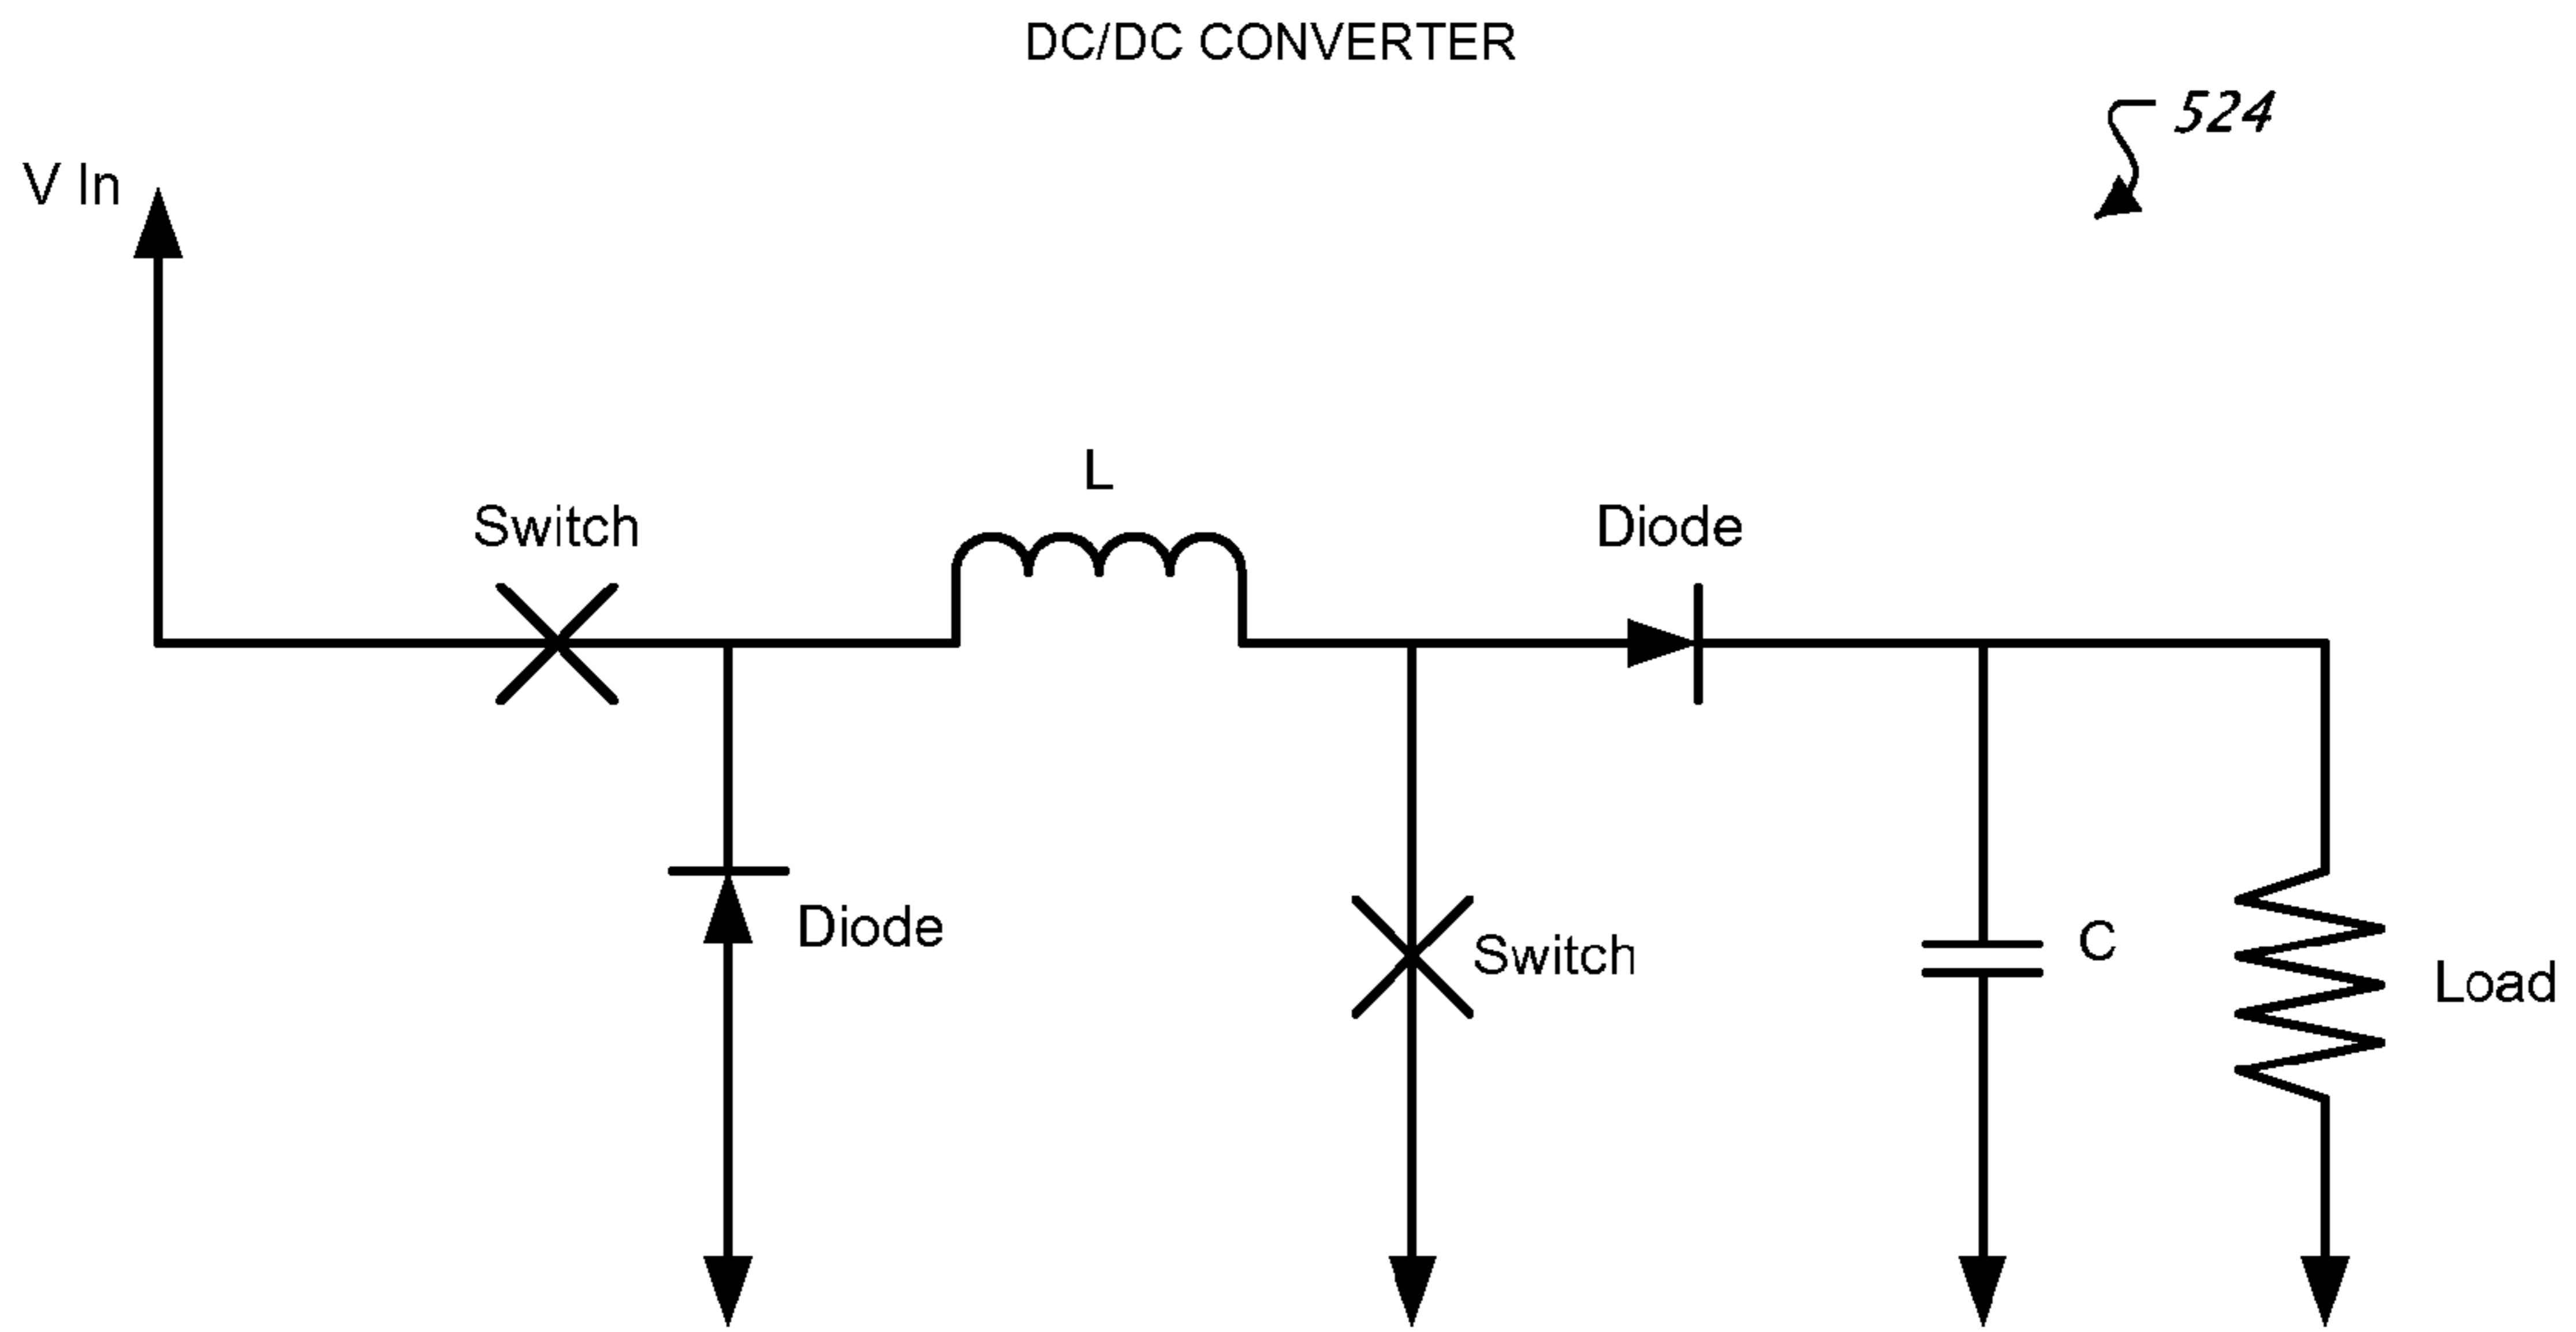 DC/DC CONVERTER
524
V In
L
Switch
Diode
Diode
Switch
C
Load